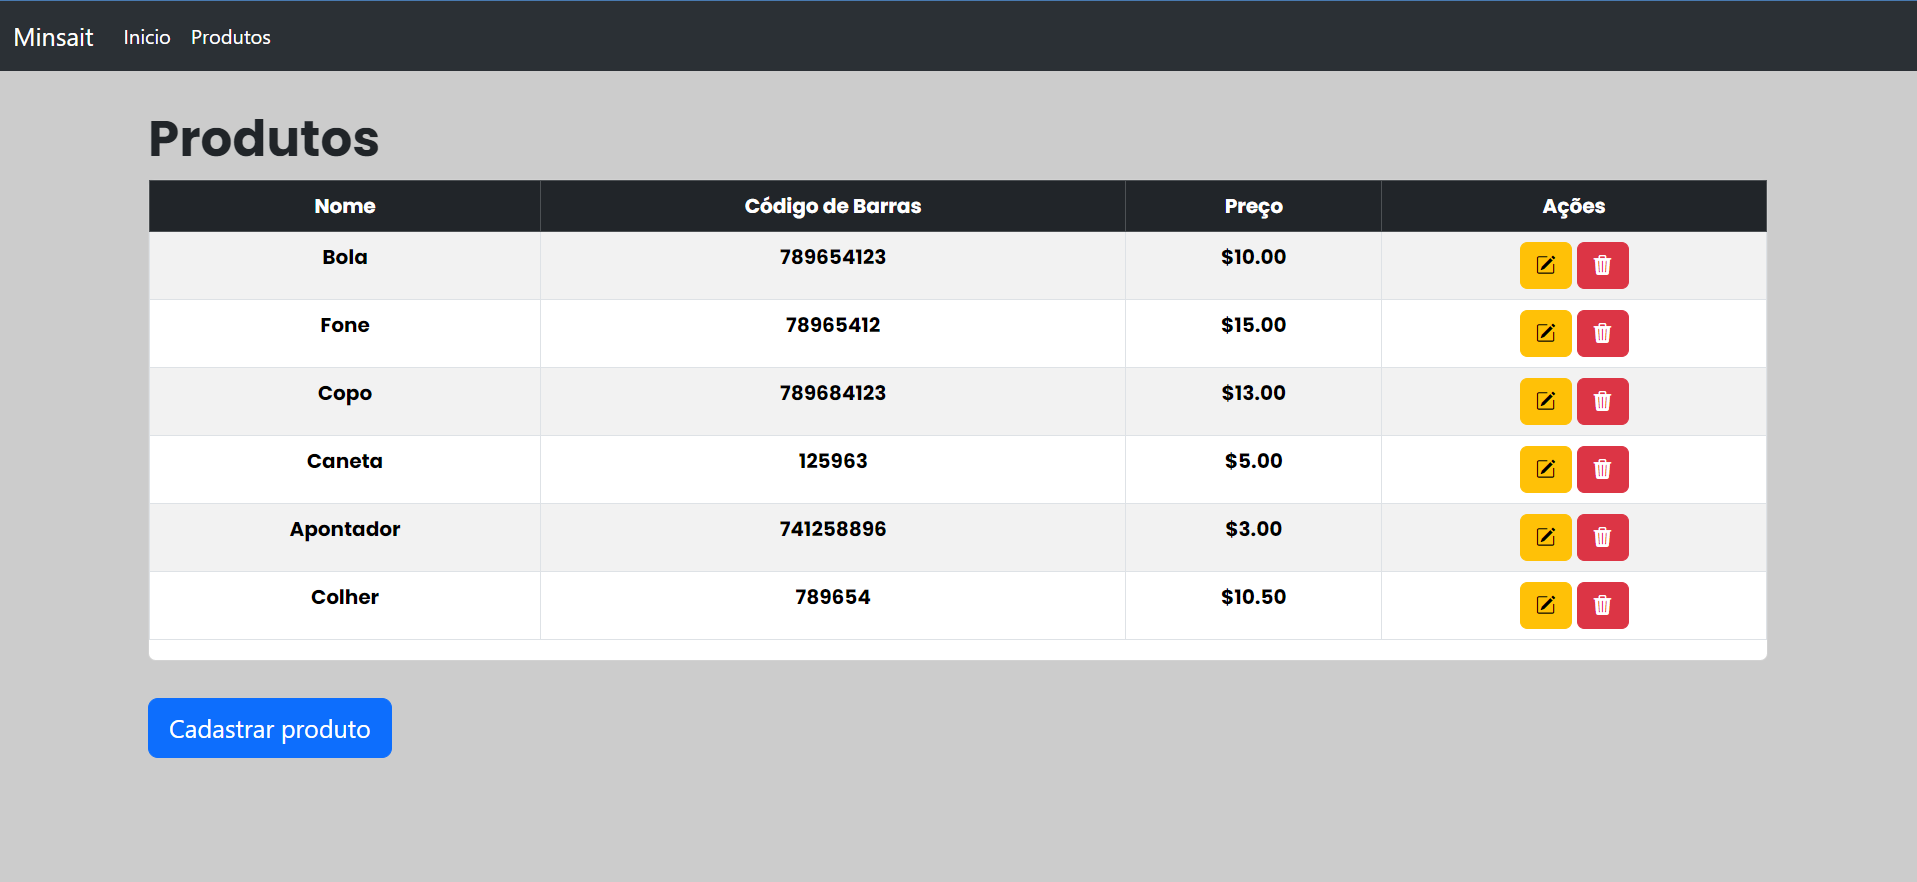 Minsait Inicio Produtos
Produtos
Nome Código de Barras Preço Ações
Bola 789654123 $10.00
Fone 78965412 $15.00
Copo 789684123 $13.00
Caneta 125963 $5.00
Apontador 741258896 $3.00
Colher 789654 $10.50
Cadastrar produto